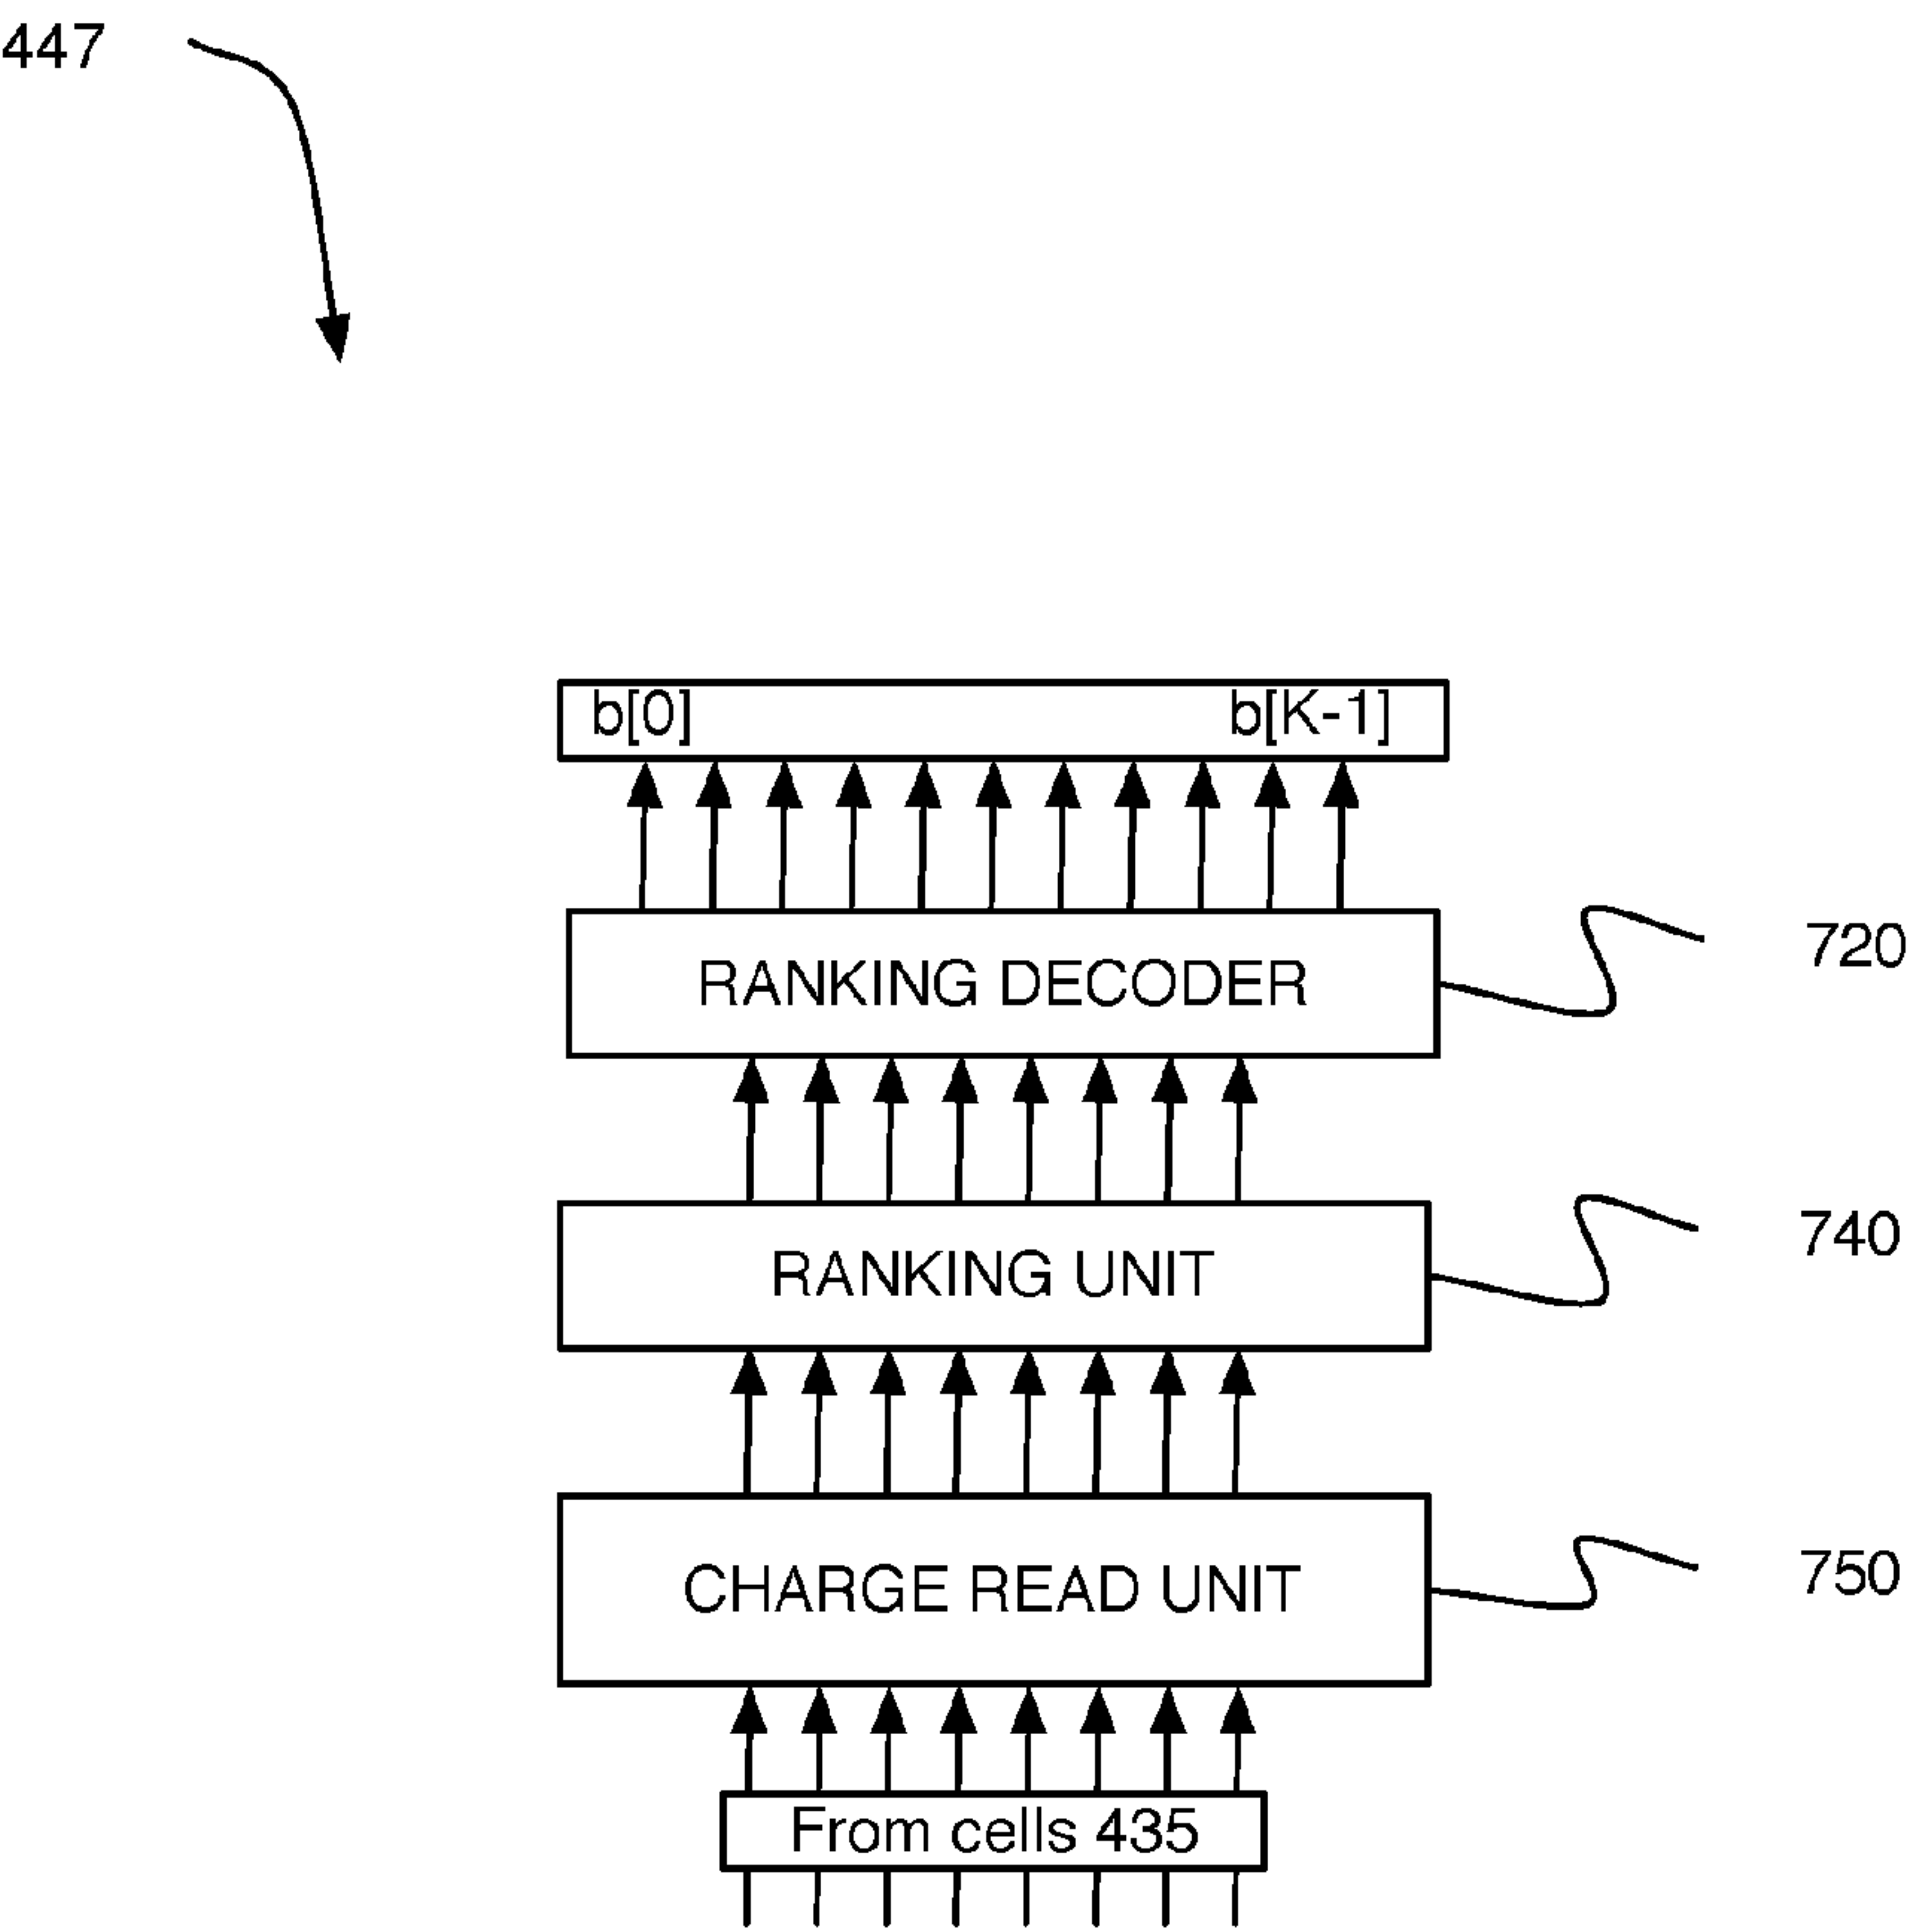 447
b[0] b[K-1]
RANKING DECODER
720
RANKING UNIT
740
CHARGE READ UNIT
750
From cells 435